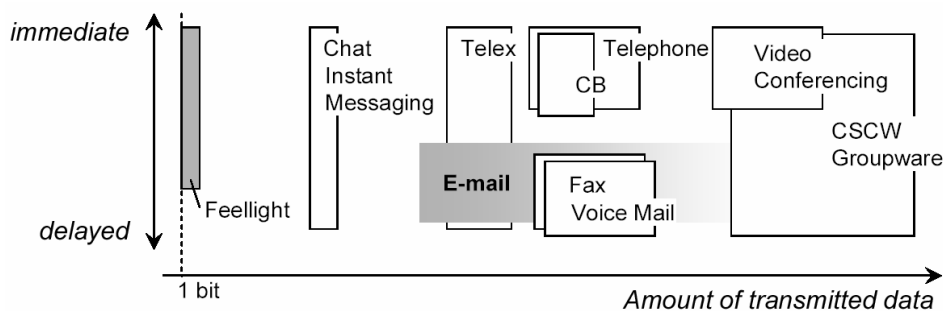 immediate
Chat
Instant
Messaging
Telex
Telephone
CB
Video
Conferencing
CSCW
Groupware
E-mail
Fax
Voice Mail
Feellight
delayed
1 bit
Amount of transmitted data